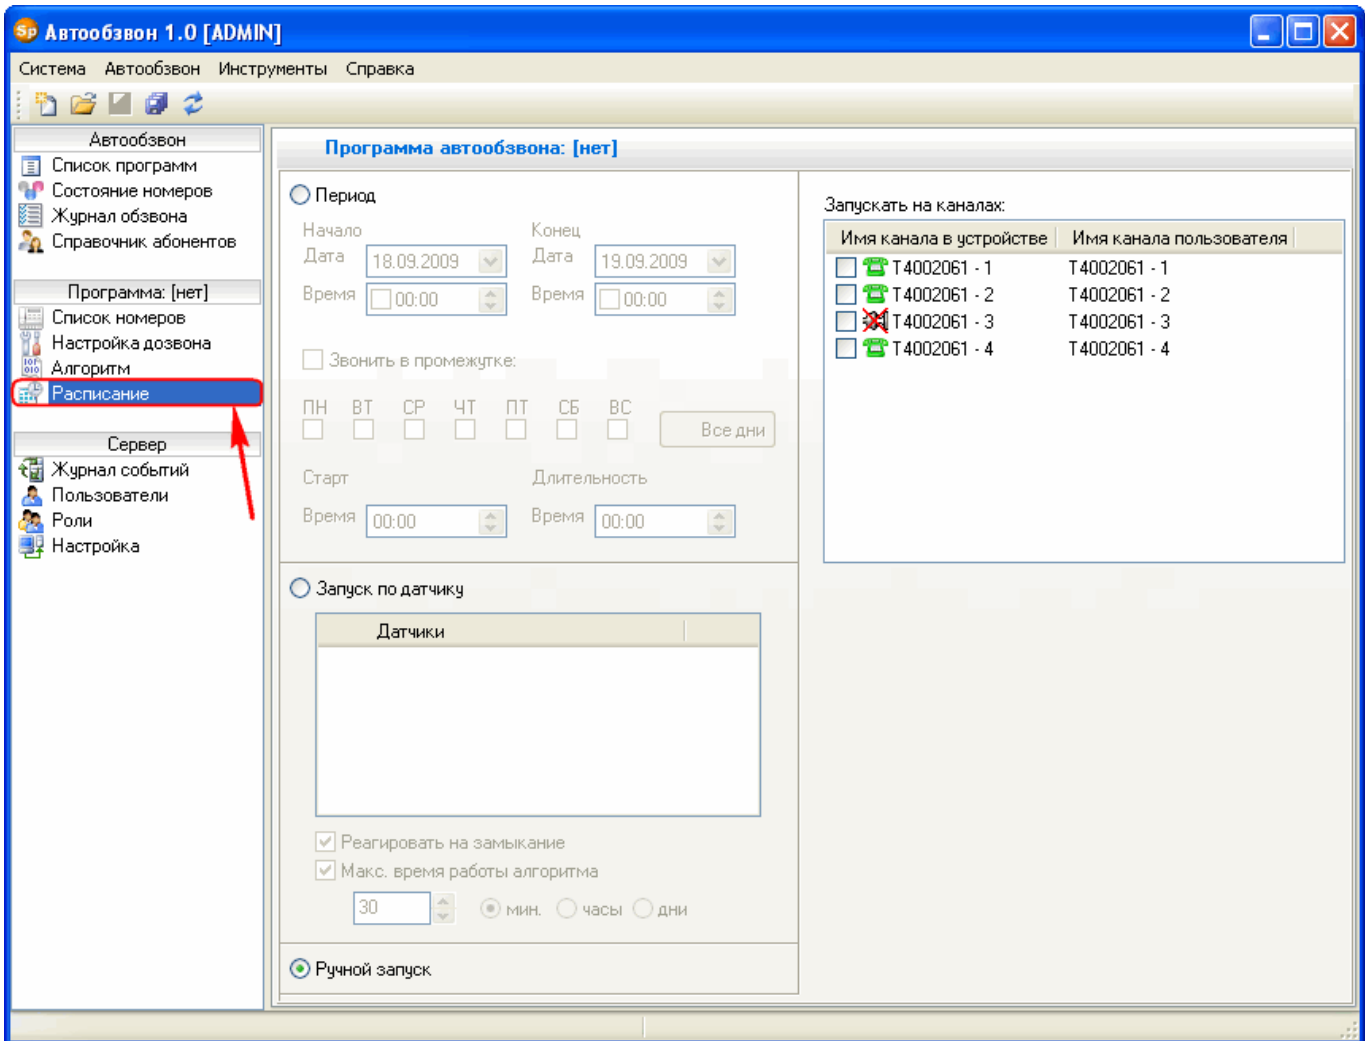 Sp Автообзвон 1.0 [ADMIN]
Система Автообзвон Инструменты Справка
Автообзвон
Список программ
Состояние номеров
Журнал обзвона
Справочник абонентов
Программа: [нет]
Список номеров
Настройка дозвона
Алгоритм
Расписание
Сервер
Журнал событий
Пользователи
Роли
Настройка
Программа автообзвона: [нет]
Период
Начало Конец
Дата 18.09.2009 Дата 19.09.2009
Время 00:00 Время 00:00
Звонить в промежутке:
ПН ВТ СР ЧТ ПТ СБ ВС
Все дни
Старт Длительность
Время 00:00 Время 00:00
Запуск по датчику
Датчики
Реагировать на замыкание
Макс. время работы алгоритма
30 мин. часы дни
Ручной запуск
Запускать на каналах:
Имя канала в устройстве Имя канала пользователя
T4002061 - 1 T4002061 - 1
T4002061 - 2 T4002061 - 2
T4002061 - 3 T4002061 - 3
T4002061 - 4 T4002061 - 4